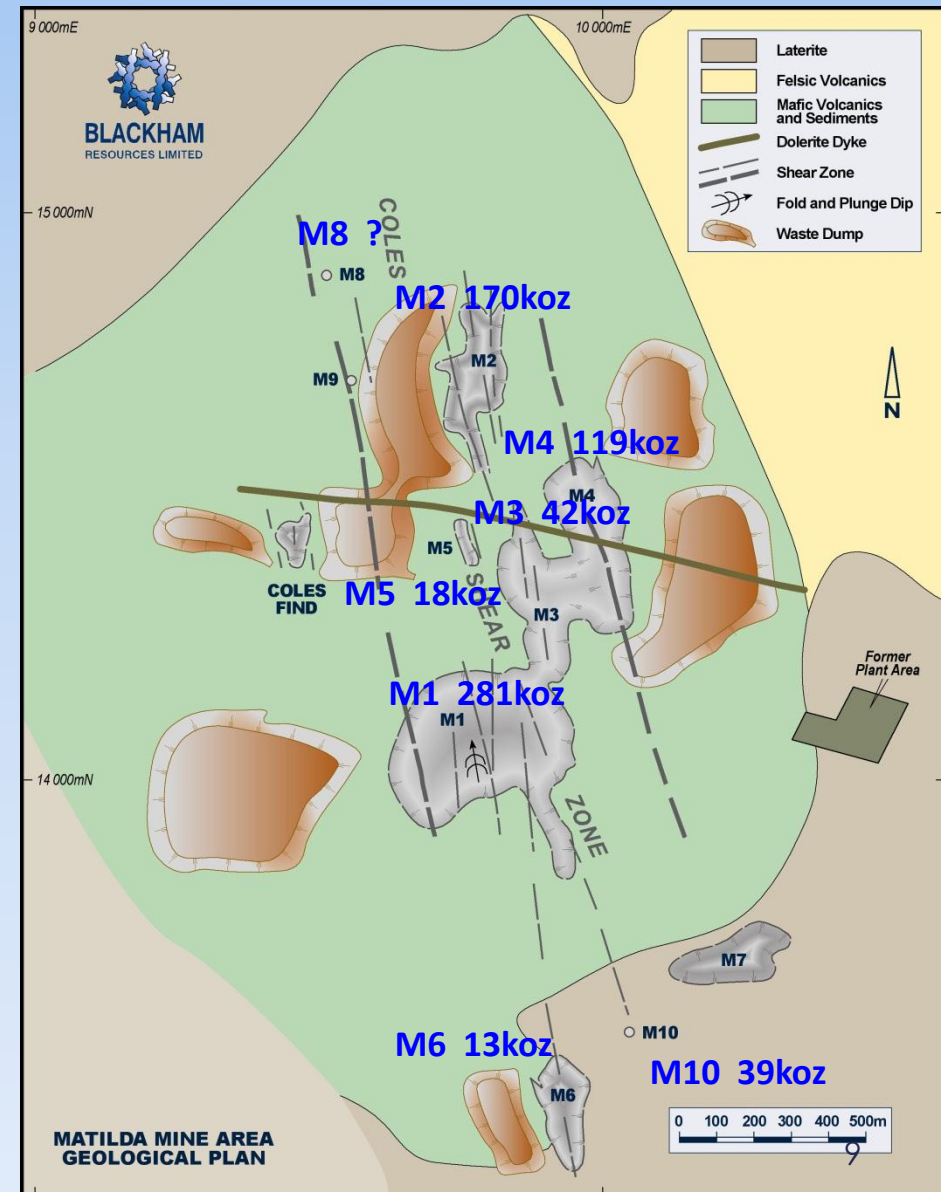 9 000mE
10 000mE
BLACKHAM
RESOURCES LIMITED
Laterite
Felsic Volcanics
Mafic Volcanics
and Sediments
Dolerite Dyke
Shear Zone
Fold and Plunge Dip
Waste Dump
15 000mN
M8 ?
COLES
M8
M2 170koz
M2
M9
N
M4 119koz
M4
M3 42koz
M5
COLES
FIND
M5 18koz
SHEAR
M3
Former
Plant Area
M1 281koz
M1
14 000mN
ZONE
M7
M10
M6 13koz
M10 39koz
M6
0 100 200 300 400 500m
9
MATILDA MINE AREA
GEOLOGICAL PLAN